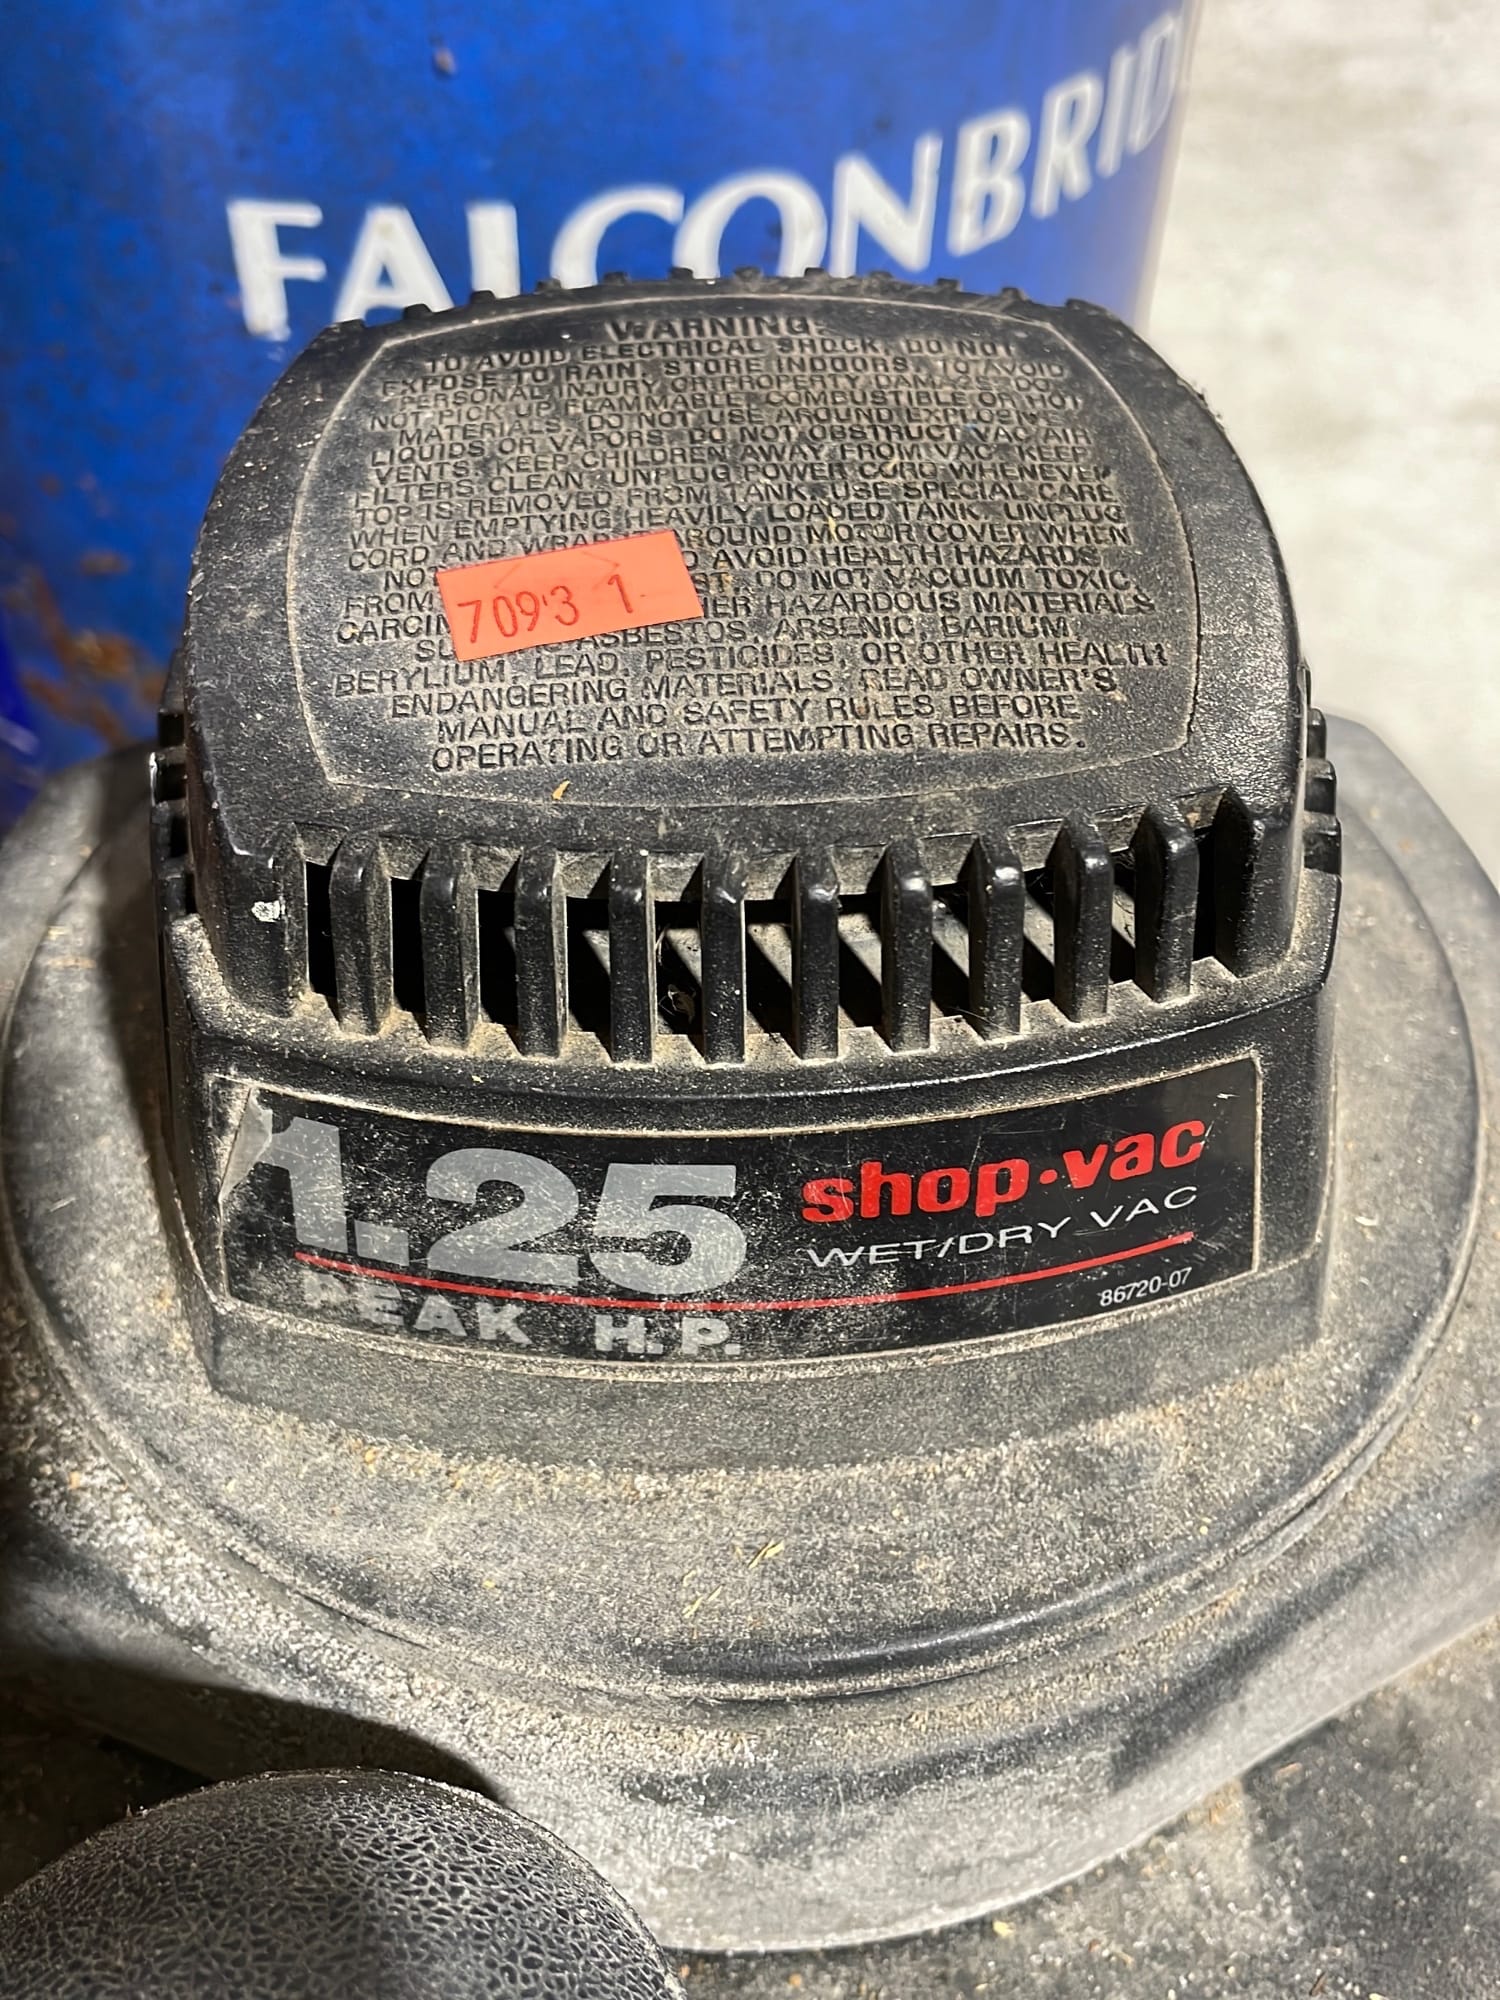 FALCONBRID
WARNING:
TO AVOID ELECTRICAL SHOCK, DO NOT
EXPOSE TO RAIN. STORE INDOORS. TO AVOID
PERSONAL INJURY OR PROPERTY DAMAGE, DO
NOT PICK UP FLAMMABLE, COMBUSTIBLE OR HOT
MATERIALS. DO NOT USE AROUND EXPLOSIVE
LIQUIDS OR VAPORS. DO NOT OBSTRUCT VAC AIR
VENTS. KEEP CHILDREN AWAY FROM VAC. KEEP
FILTERS CLEAN. UNPLUG POWER CORD WHENEVER
TOP IS REMOVED FROM TANK. USE SPECIAL CARE
WHEN EMPTYING HEAVILY LOADED TANK. UNPLUG
CORD AND WRAP AROUND MOTOR COVER WHEN
NOT AVOID HEALTH HAZARDS
FROM DO NOT VACUUM TOXIC,
CARCIN HER HAZARDOUS MATERIALS
SU ASBESTOS, ARSENIC, BARIUM,
BERYLLIUM, LEAD, PESTICIDES, OR OTHER HEALTH
ENDANGERING MATERIALS. READ OWNER'S
MANUAL AND SAFETY RULES BEFORE
OPERATING OR ATTEMPTING REPAIRS.
7093 1
1.25
PEAK H.P.
shop·vac
WET/DRY VAC
86720-07